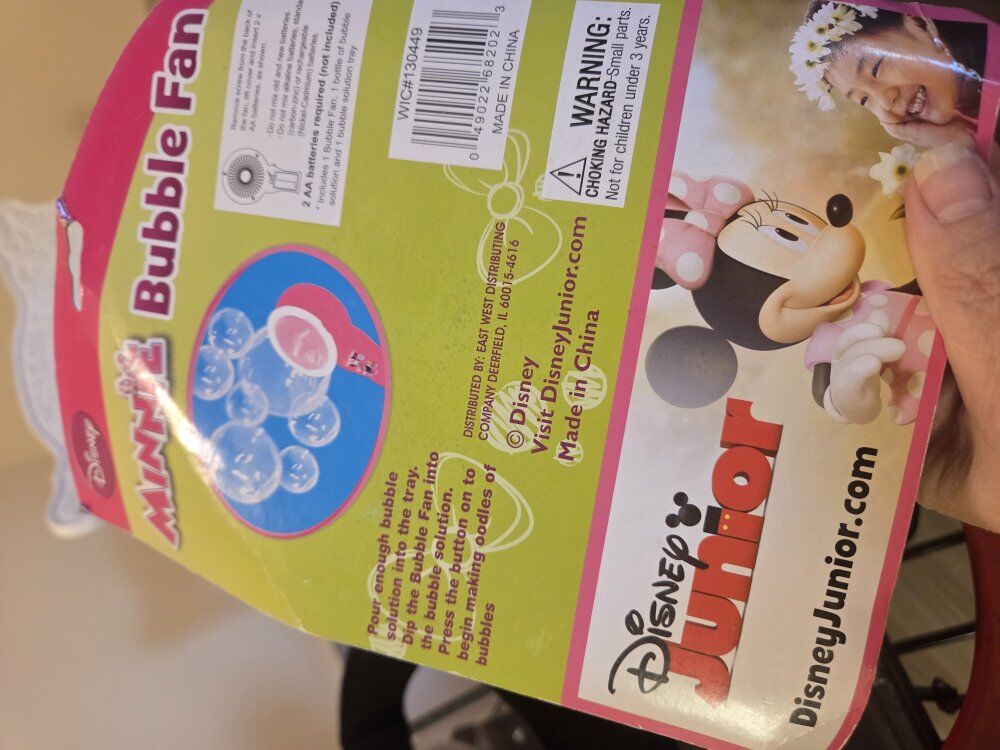 Disney
MINNIE
Bubble Fan
Remove screw from the back of
the fan, lift cover and insert 2 x
AA batteries, as shown.
- Do not mix old and new batteries.
- Do not mix alkaline batteries, standa
(carbon-zinc) or rechargeable
(Nickel-Cadmium) batteries.
2 AA batteries required (not included)
* Includes 1 Bubble Fan, 1 bottle of bubble
solution and 1 bubble solution tray
Pour enough bubble
solution into the tray.
Dip the Bubble Fan into
the bubble solution.
Press the button on to
begin making oodles of
bubbles
DISTRIBUTED BY: EAST WEST DISTRIBUTING
COMPANY DEERFIELD, IL 60015-4616
© Disney
Visit DisneyJunior.com
Made in China
WIC#130449
0 49022 68202 3
MADE IN CHINA
WARNING:
CHOKING HAZARD-Small parts.
Not for children under 3 years.
Disney
Junior
DisneyJunior.com